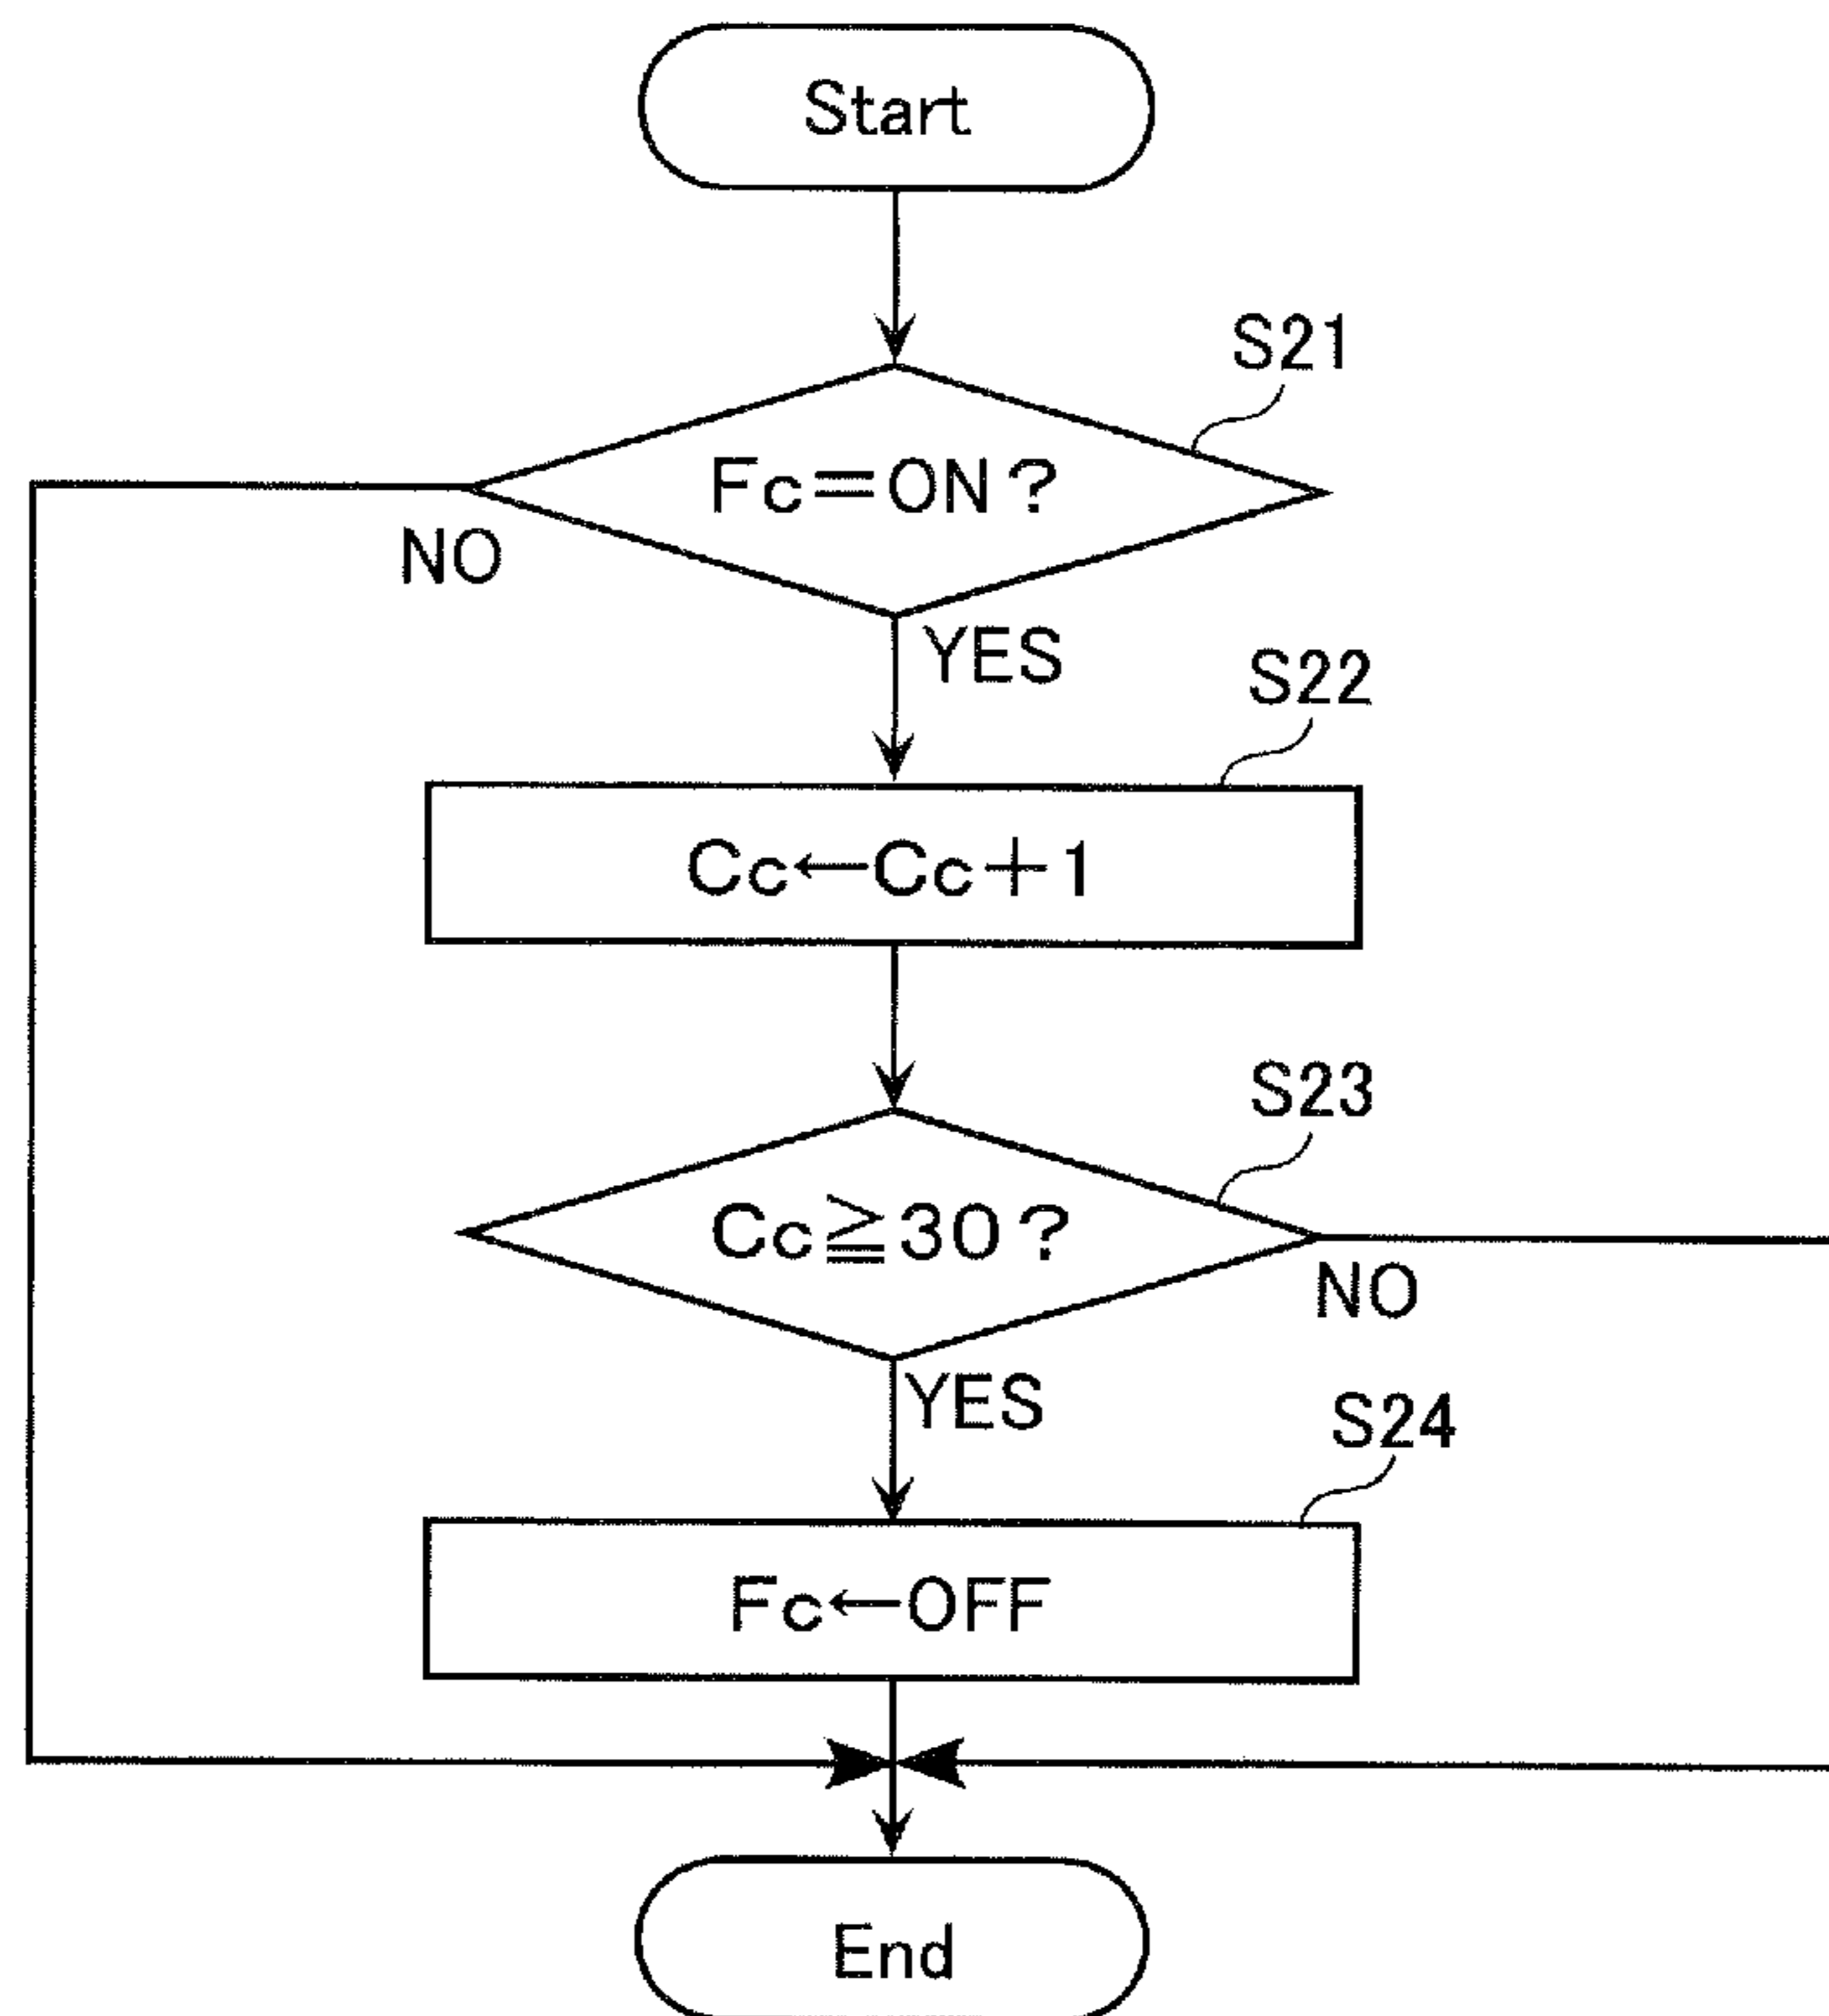 Start
S21
Fc=ON?
NO
YES
S22
Cc←Cc+1
S23
Cc≧30?
NO
YES
S24
Fc←OFF
End